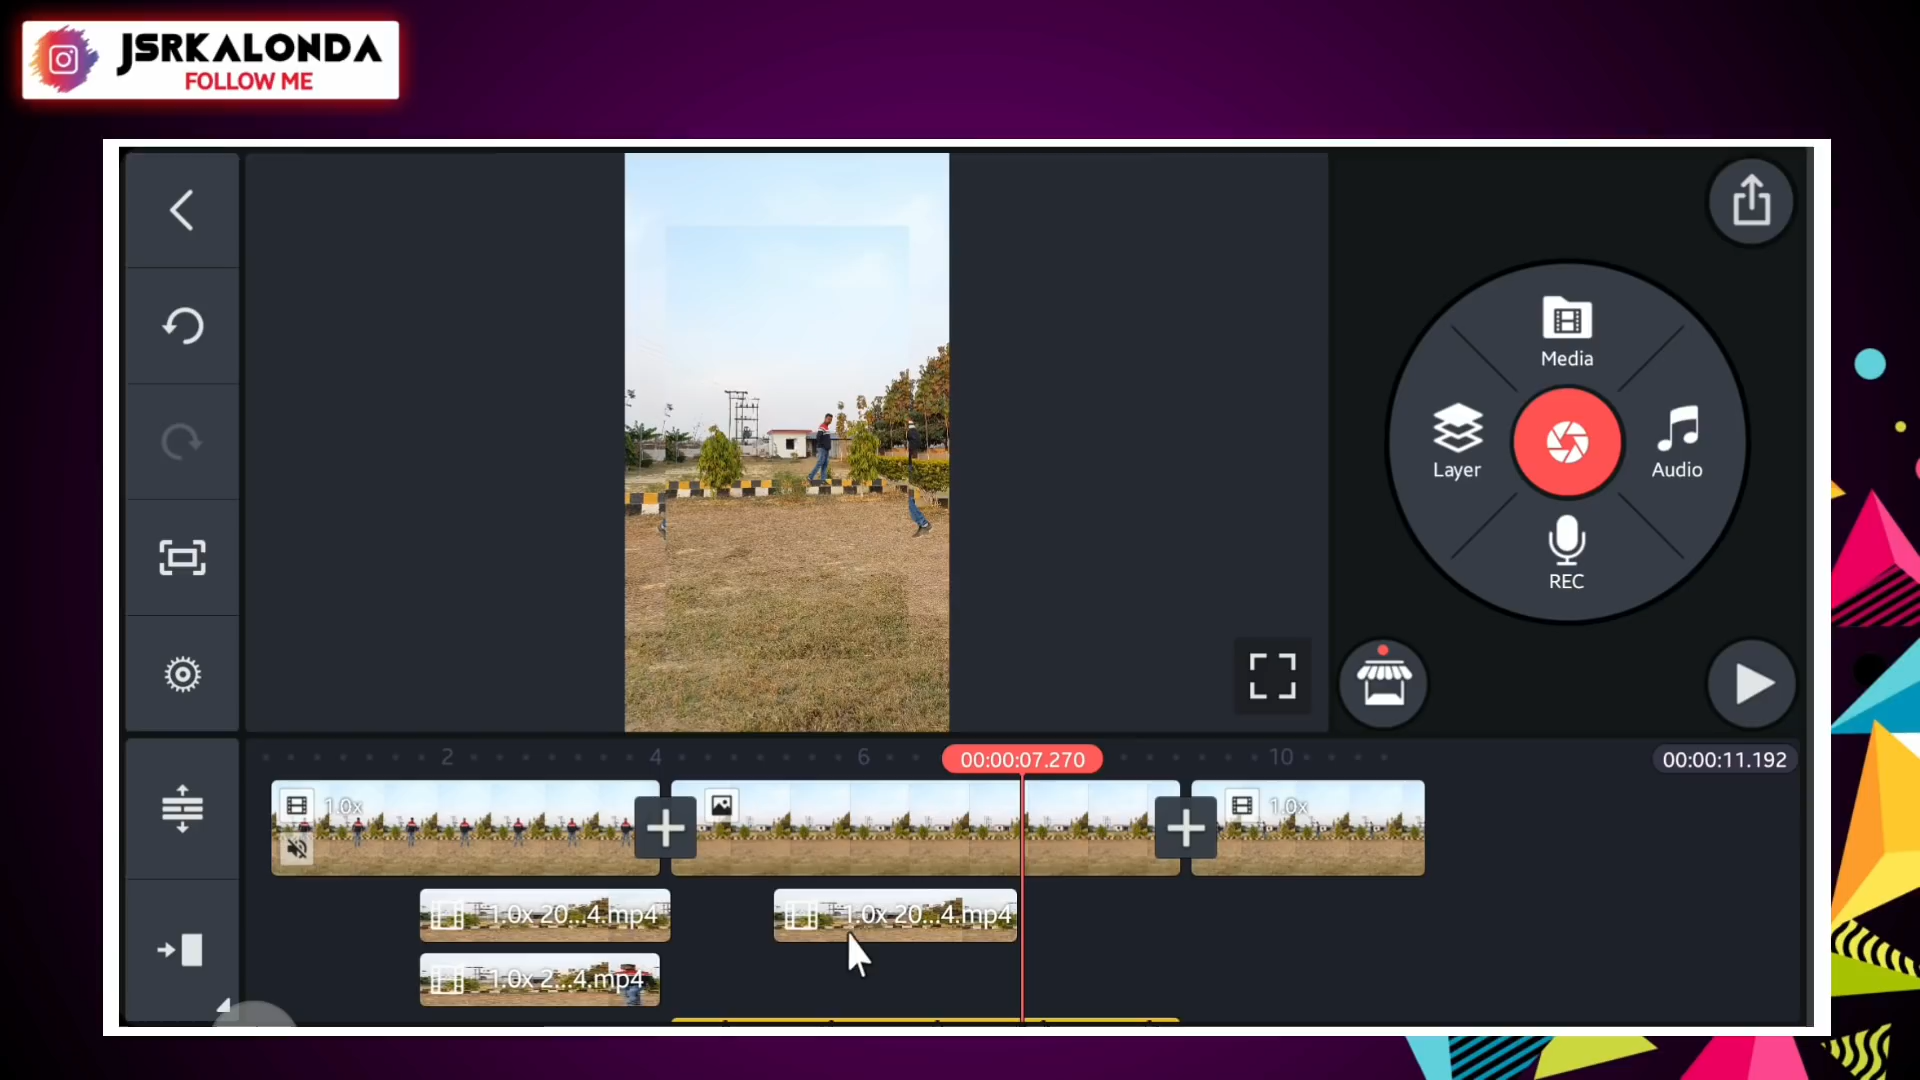 JSRKALONDA
FOLLOW ME
Media
Layer
Audio
REC
2
4
6
00:00:07.270
10
00:00:11.192
1.0x
1.0x
1.0x 20...4.mp4
1.0x 20...4.mp4
1.0x 2...4.mp4